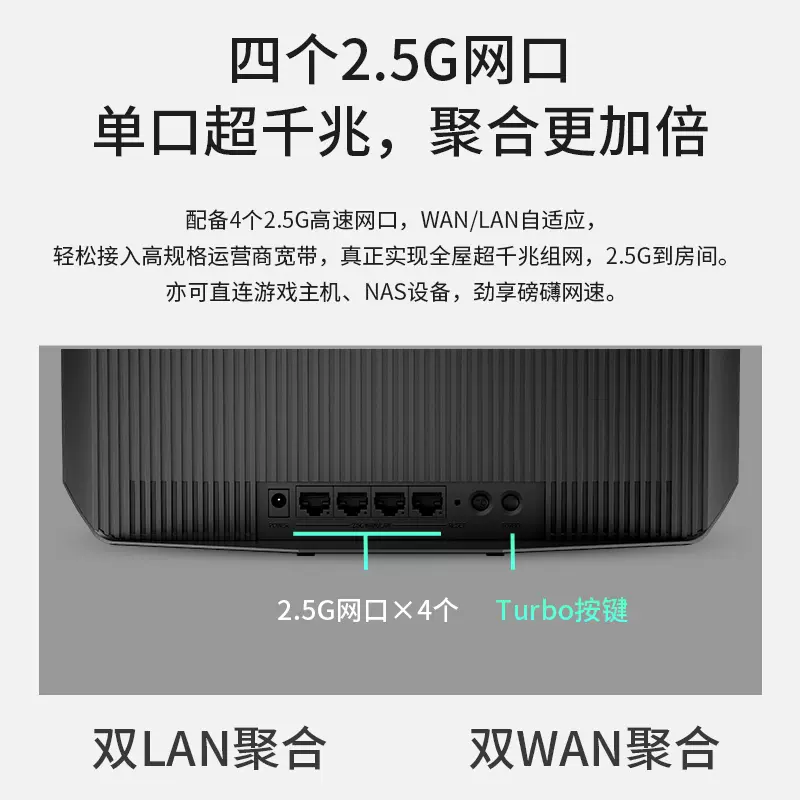 四个2.5G网口
单口超千兆，聚合更加倍
配备4个2.5G高速网口，WAN/LAN自适应，
轻松接入高规格运营商宽带，真正实现全屋超千兆组网，2.5G到房间。
亦可直连游戏主机、NAS设备，劲享磅礴网速。
POWER
RESET
2.5G网口×4个
Turbo按键
双LAN聚合
双WAN聚合